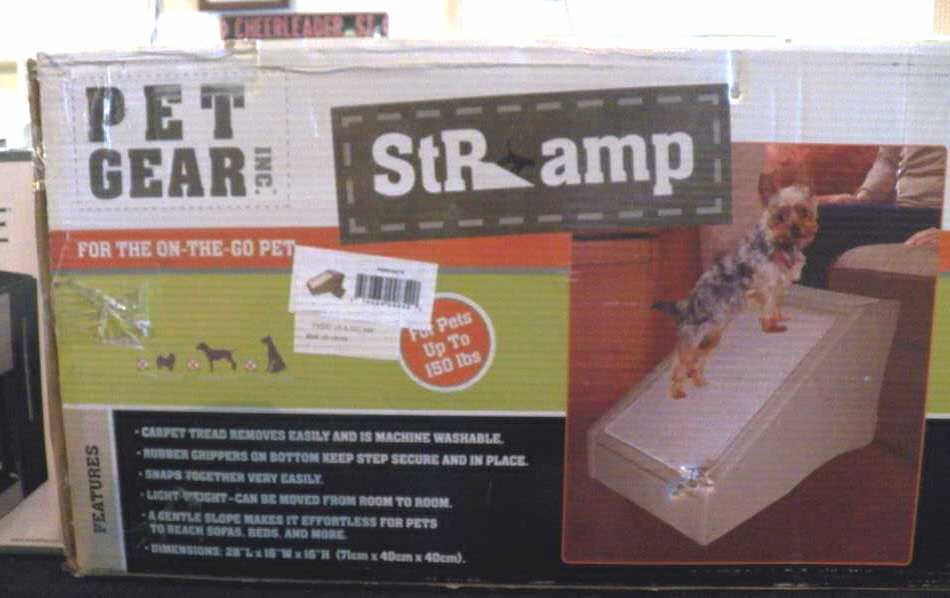 CHEERLEADER ST
PET
GEAR INC.
StRamp
FOR THE ON-THE-GO PET
For Pets
Up To
150 lbs
FEATURES
• CARPET TREAD REMOVES EASILY AND IS MACHINE WASHABLE.
• RUBBER GRIPPERS ON BOTTOM KEEP STEP SECURE AND IN PLACE.
• SNAPS TOGETHER VERY EASILY.
• LIGHT-WEIGHT-CAN BE MOVED FROM ROOM TO ROOM.
• A GENTLE SLOPE MAKES IT EFFORTLESS FOR PETS
TO REACH SOFAS, BEDS, AND MORE.
• DIMENSIONS: 28"L x 16"W x 16"H (71cm x 40cm x 40cm).